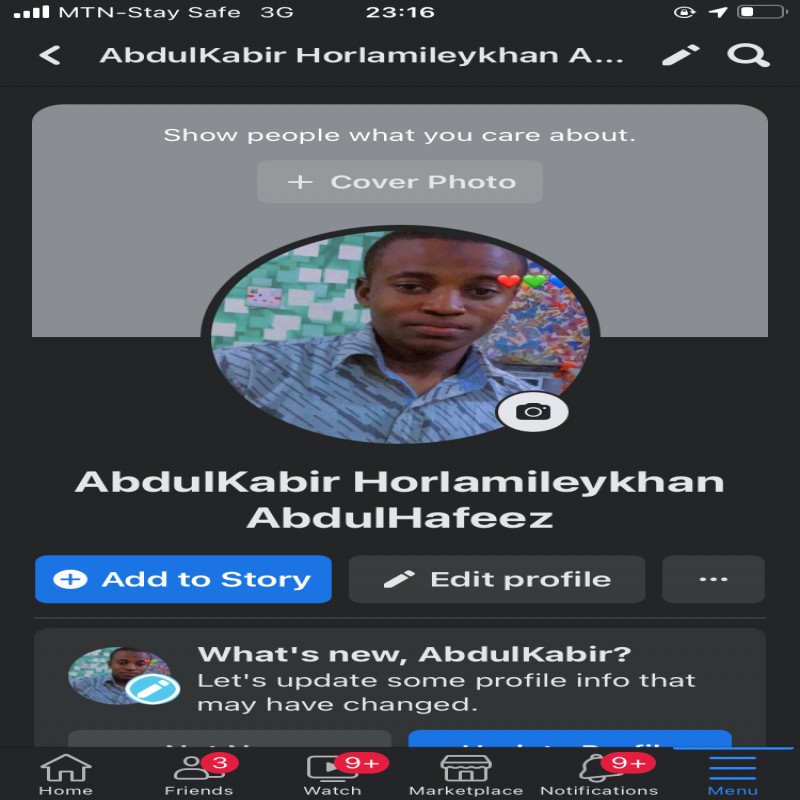 MTN-Stay Safe 3G 23:16
AbdulKabir Horlamileykhan A...
Show people what you care about.
+ Cover Photo
AbdulKabir Horlamileykhan
AbdulHafeez
Add to Story
Edit profile
...
What's new, AbdulKabir?
Let's update some profile info that
may have changed.
3
9+
9+
Home
Friends
Watch
Marketplace
Notifications
Menu